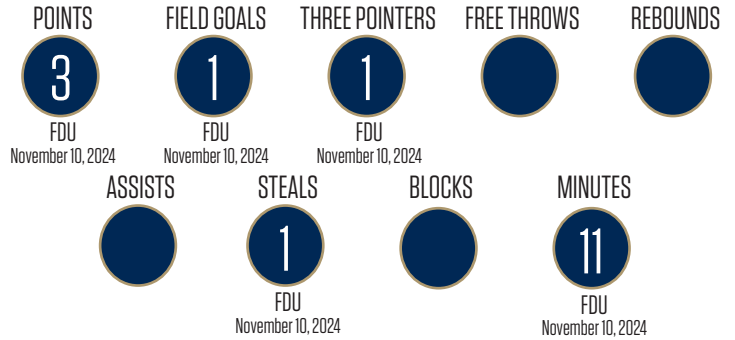 POINTS FIELD GOALS THREE POINTERS FREE THROWS REBOUNDS
3 1 1
FDU FDU FDU
November 10, 2024 November 10, 2024 November 10, 2024
ASSISTS STEALS BLOCKS MINUTES
1 11
FDU FDU
November 10, 2024 November 10, 2024